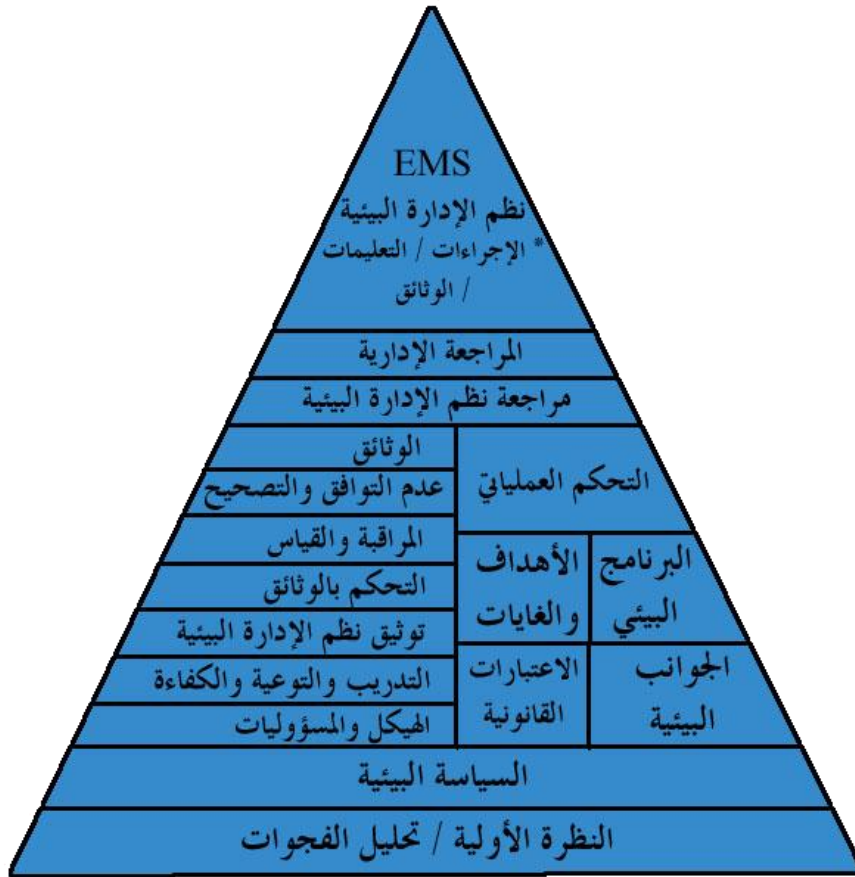 EMS
نظم الإدارة البيئية
* الإجراءات / التعليمات
/ الوثائق
المراجعة الإدارية
مراجعة نظم الإدارة البيئية
التحكم العملياتي
البرنامج
البيئي
الأهداف
والغايات
الجوانب
البيئية
الاعتبارات
القانونية
الوثائق
عدم التوافق والتصحيح
المراقبة والقياس
التحكم بالوثائق
توثيق نظم الإدارة البيئية
التدريب والتوعية والكفاءة
الهيكل والمسؤوليات
السياسة البيئية
النظرة الأولية / تحليل الفجوات